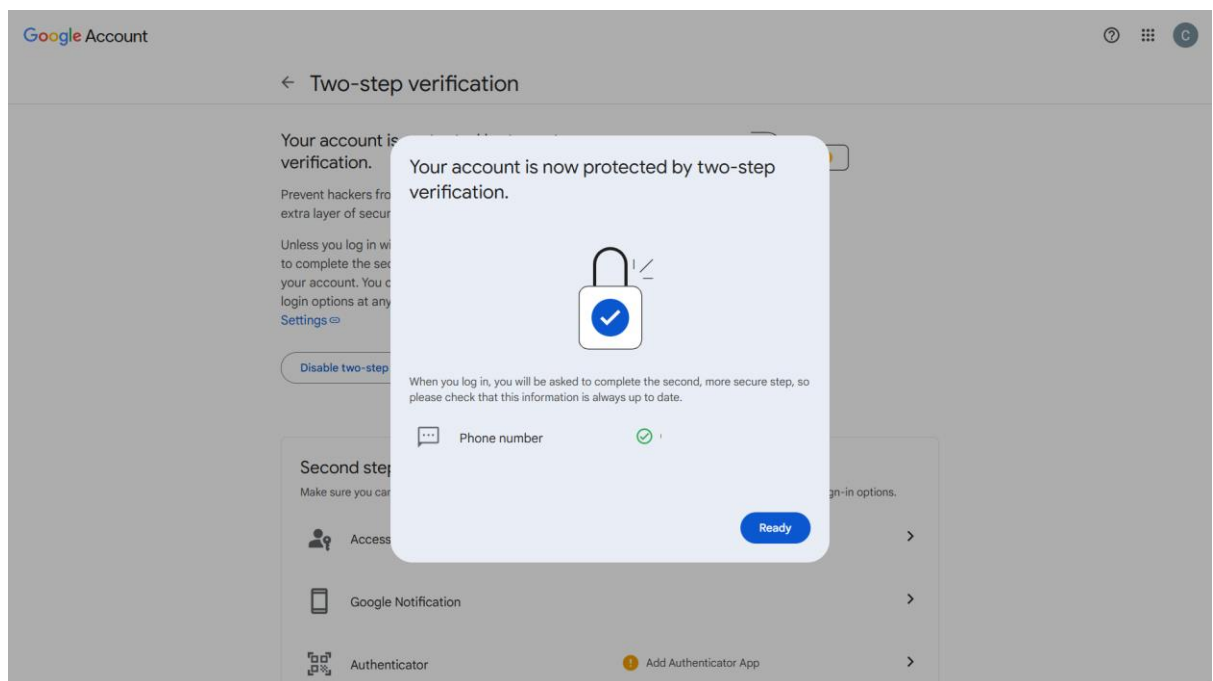 Google Account
C
Two-step verification
Your account is
verification.
Prevent hackers fro
extra layer of secur
Unless you log in wi
to complete the sec
your account. You c
login options at any
Settings
Disable two-step
Your account is now protected by two-step
verification.
When you log in, you will be asked to complete the second, more secure step, so
please check that this information is always up to date.
Phone number
Ready
Second step
Make sure you can
gn-in options.
Access
Google Notification
Authenticator
Add Authenticator App